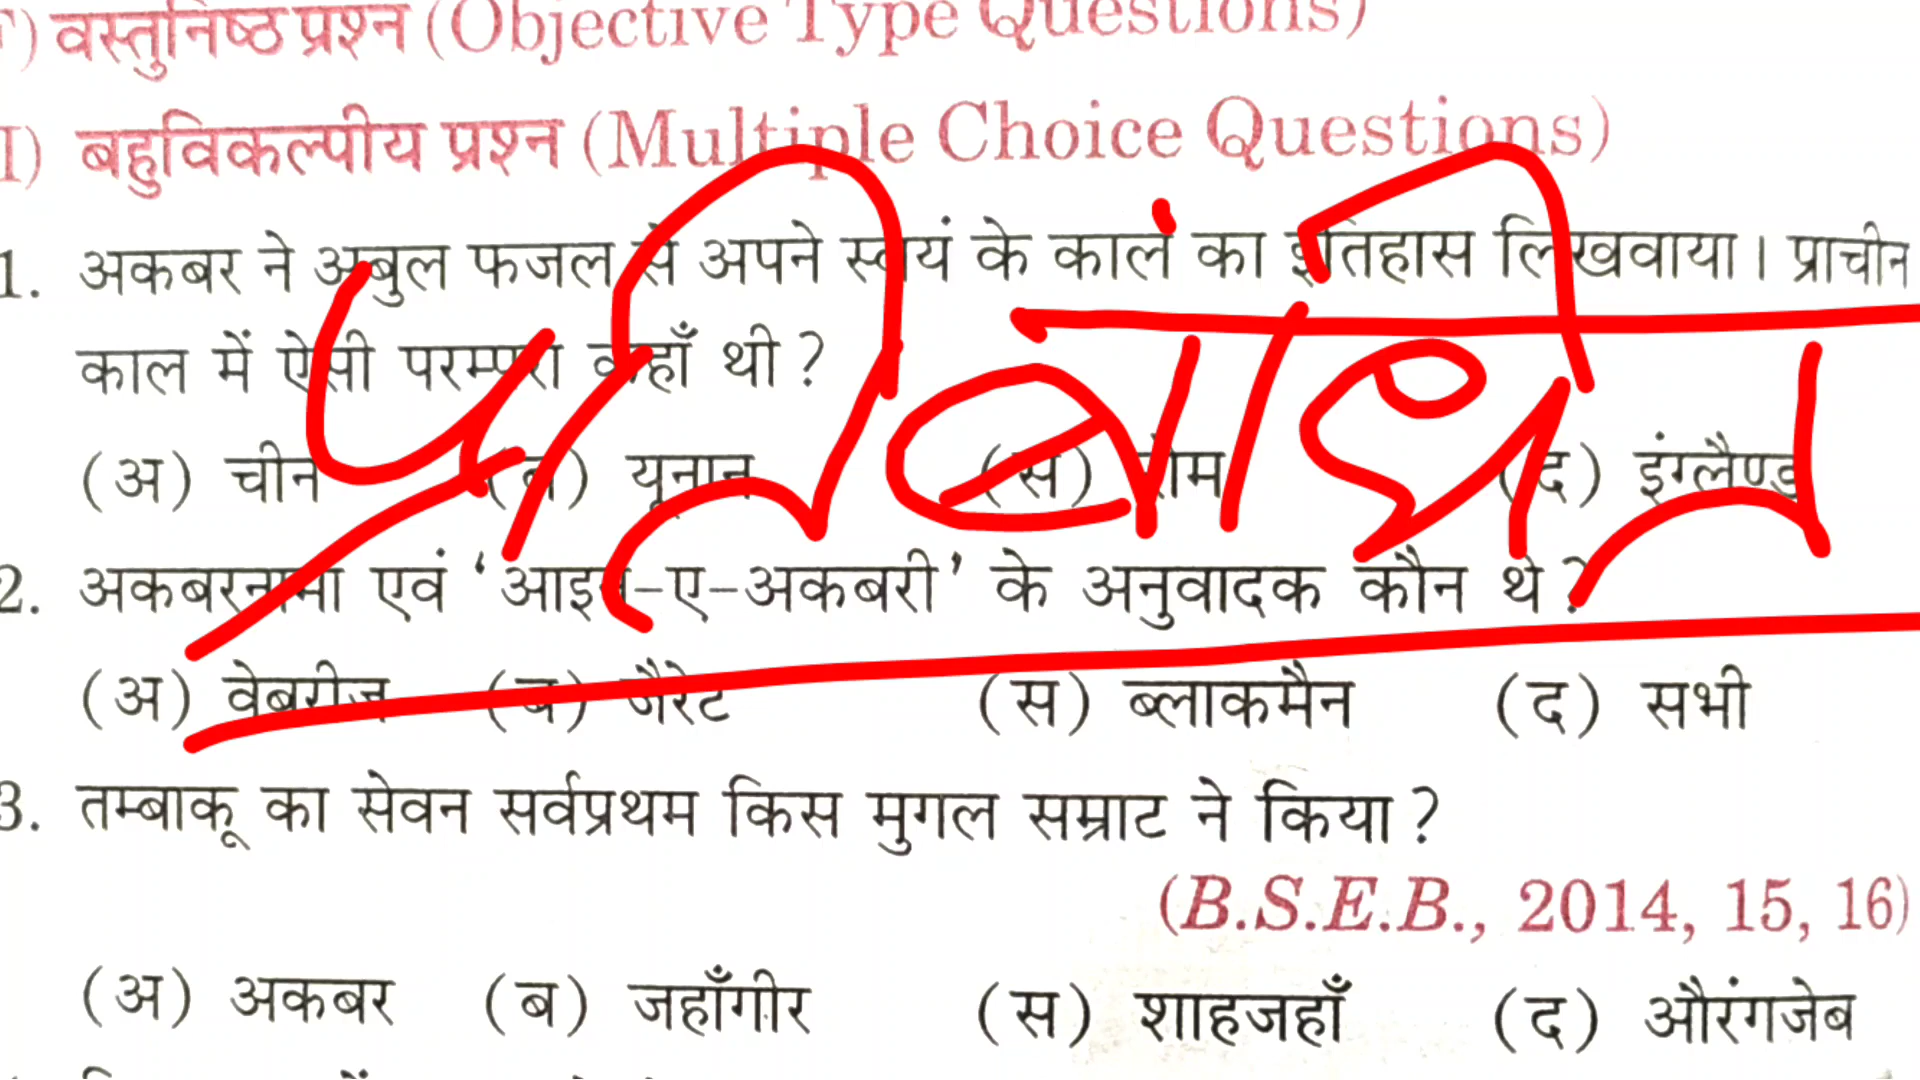 वस्तुनिष्ठ प्रश्न (Objective Type Questions)
I) बहुविकल्पीय प्रश्न (Multiple Choice Questions)
1. अकबर ने अबुल फजल से अपने स्वयं के काल का इतिहास लिखवाया। प्राचीन
काल में ऐसी परम्परा कहाँ थी?
(अ) चीन (ब) यूनान (स) रोम (द) इंग्लैण्ड
2. अकबरनामा एवं ‘आइन-ए-अकबरी’ के अनुवादक कौन थे?
(अ) वेबरीज (ब) जैरेट (स) ब्लाकमैन (द) सभी
3. तम्बाकू का सेवन सर्वप्रथम किस मुगल सम्राट ने किया?
(B.S.E.B., 2014, 15, 16)
(अ) अकबर (ब) जहाँगीर (स) शाहजहाँ (द) औरंगजेब